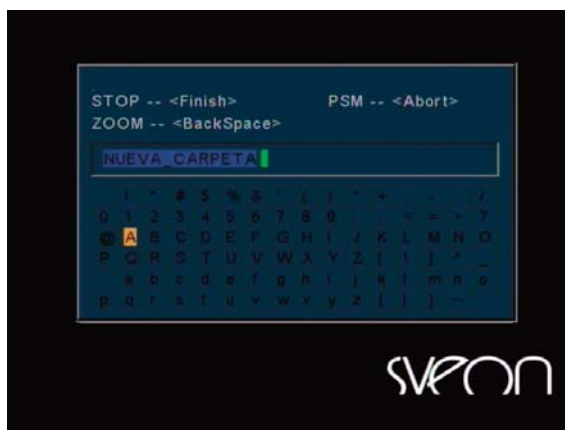 STOP -- <Finish> PSM -- <Abort>
ZOOM -- <BackSpace>
NUEVA_CARPETA
0 1 2 3 4 5 6 7 8 9 : ; < = > ?
@ A B C D E F G H I J K L M N O
P Q R S T U V W X Y Z [ \ ] ^ _
a b c d e f g h i j k l m n o
p q r s t u v w x y z { | } ~
sveon